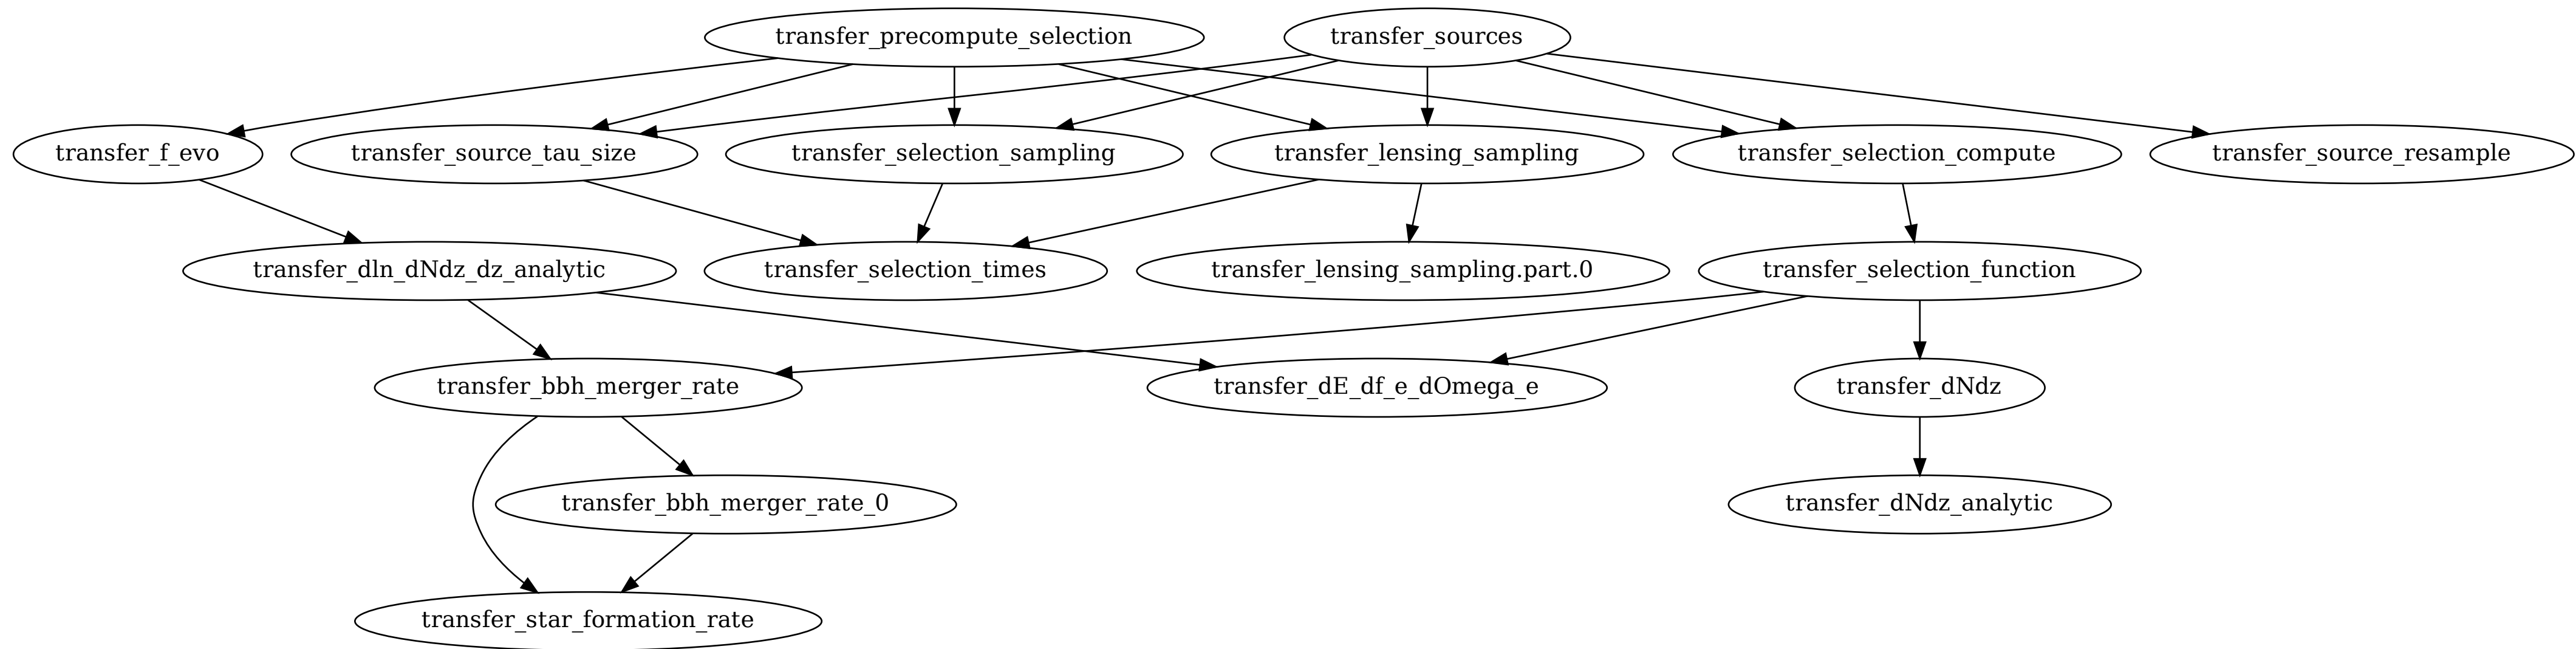 transfer_precompute_selection
transfer_sources
transfer_f_evo
transfer_source_tau_size
transfer_selection_sampling
transfer_lensing_sampling
transfer_selection_compute
transfer_source_resample
transfer_dln_dNdz_dz_analytic
transfer_selection_times
transfer_lensing_sampling.part.0
transfer_selection_function
transfer_bbh_merger_rate
transfer_dE_df_e_dOmega_e
transfer_dNdz
transfer_bbh_merger_rate_0
transfer_dNdz_analytic
transfer_star_formation_rate